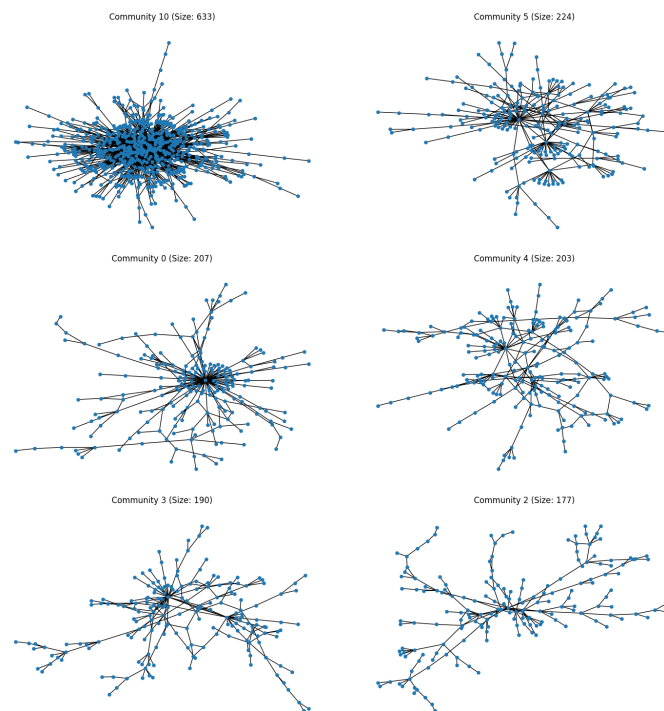 Community 10 (Size: 633)
Community 5 (Size: 224)
Community 0 (Size: 207)
Community 4 (Size: 203)
Community 3 (Size: 190)
Community 2 (Size: 177)